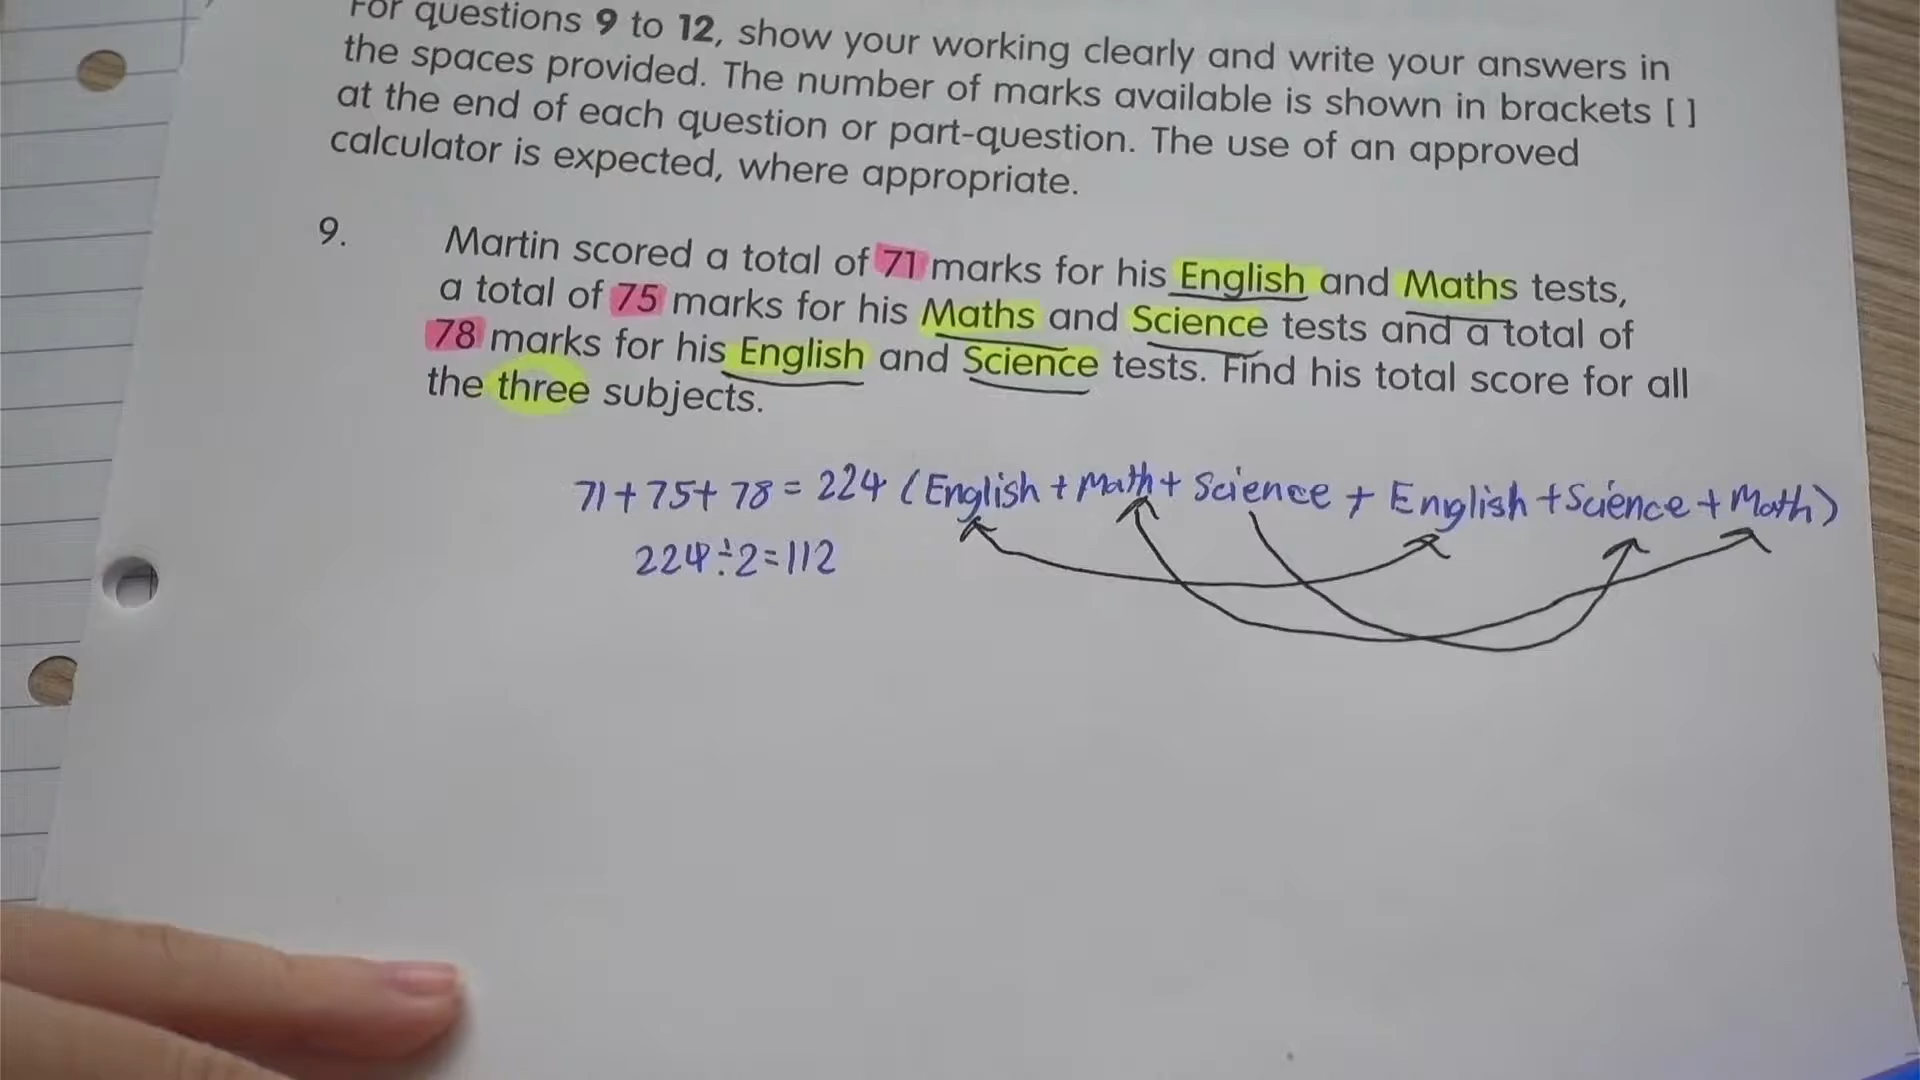 For questions 9 to 12, show your working clearly and write your answers in
the spaces provided. The number of marks available is shown in brackets [ ]
at the end of each question or part-question. The use of an approved
calculator is expected, where appropriate.
9. Martin scored a total of 71 marks for his English and Maths tests,
a total of 75 marks for his Maths and Science tests and a total of
78 marks for his English and Science tests. Find his total score for all
the three subjects.
71+75+78=224 (English + Math + Science + English + Science + Math)
224÷2=112